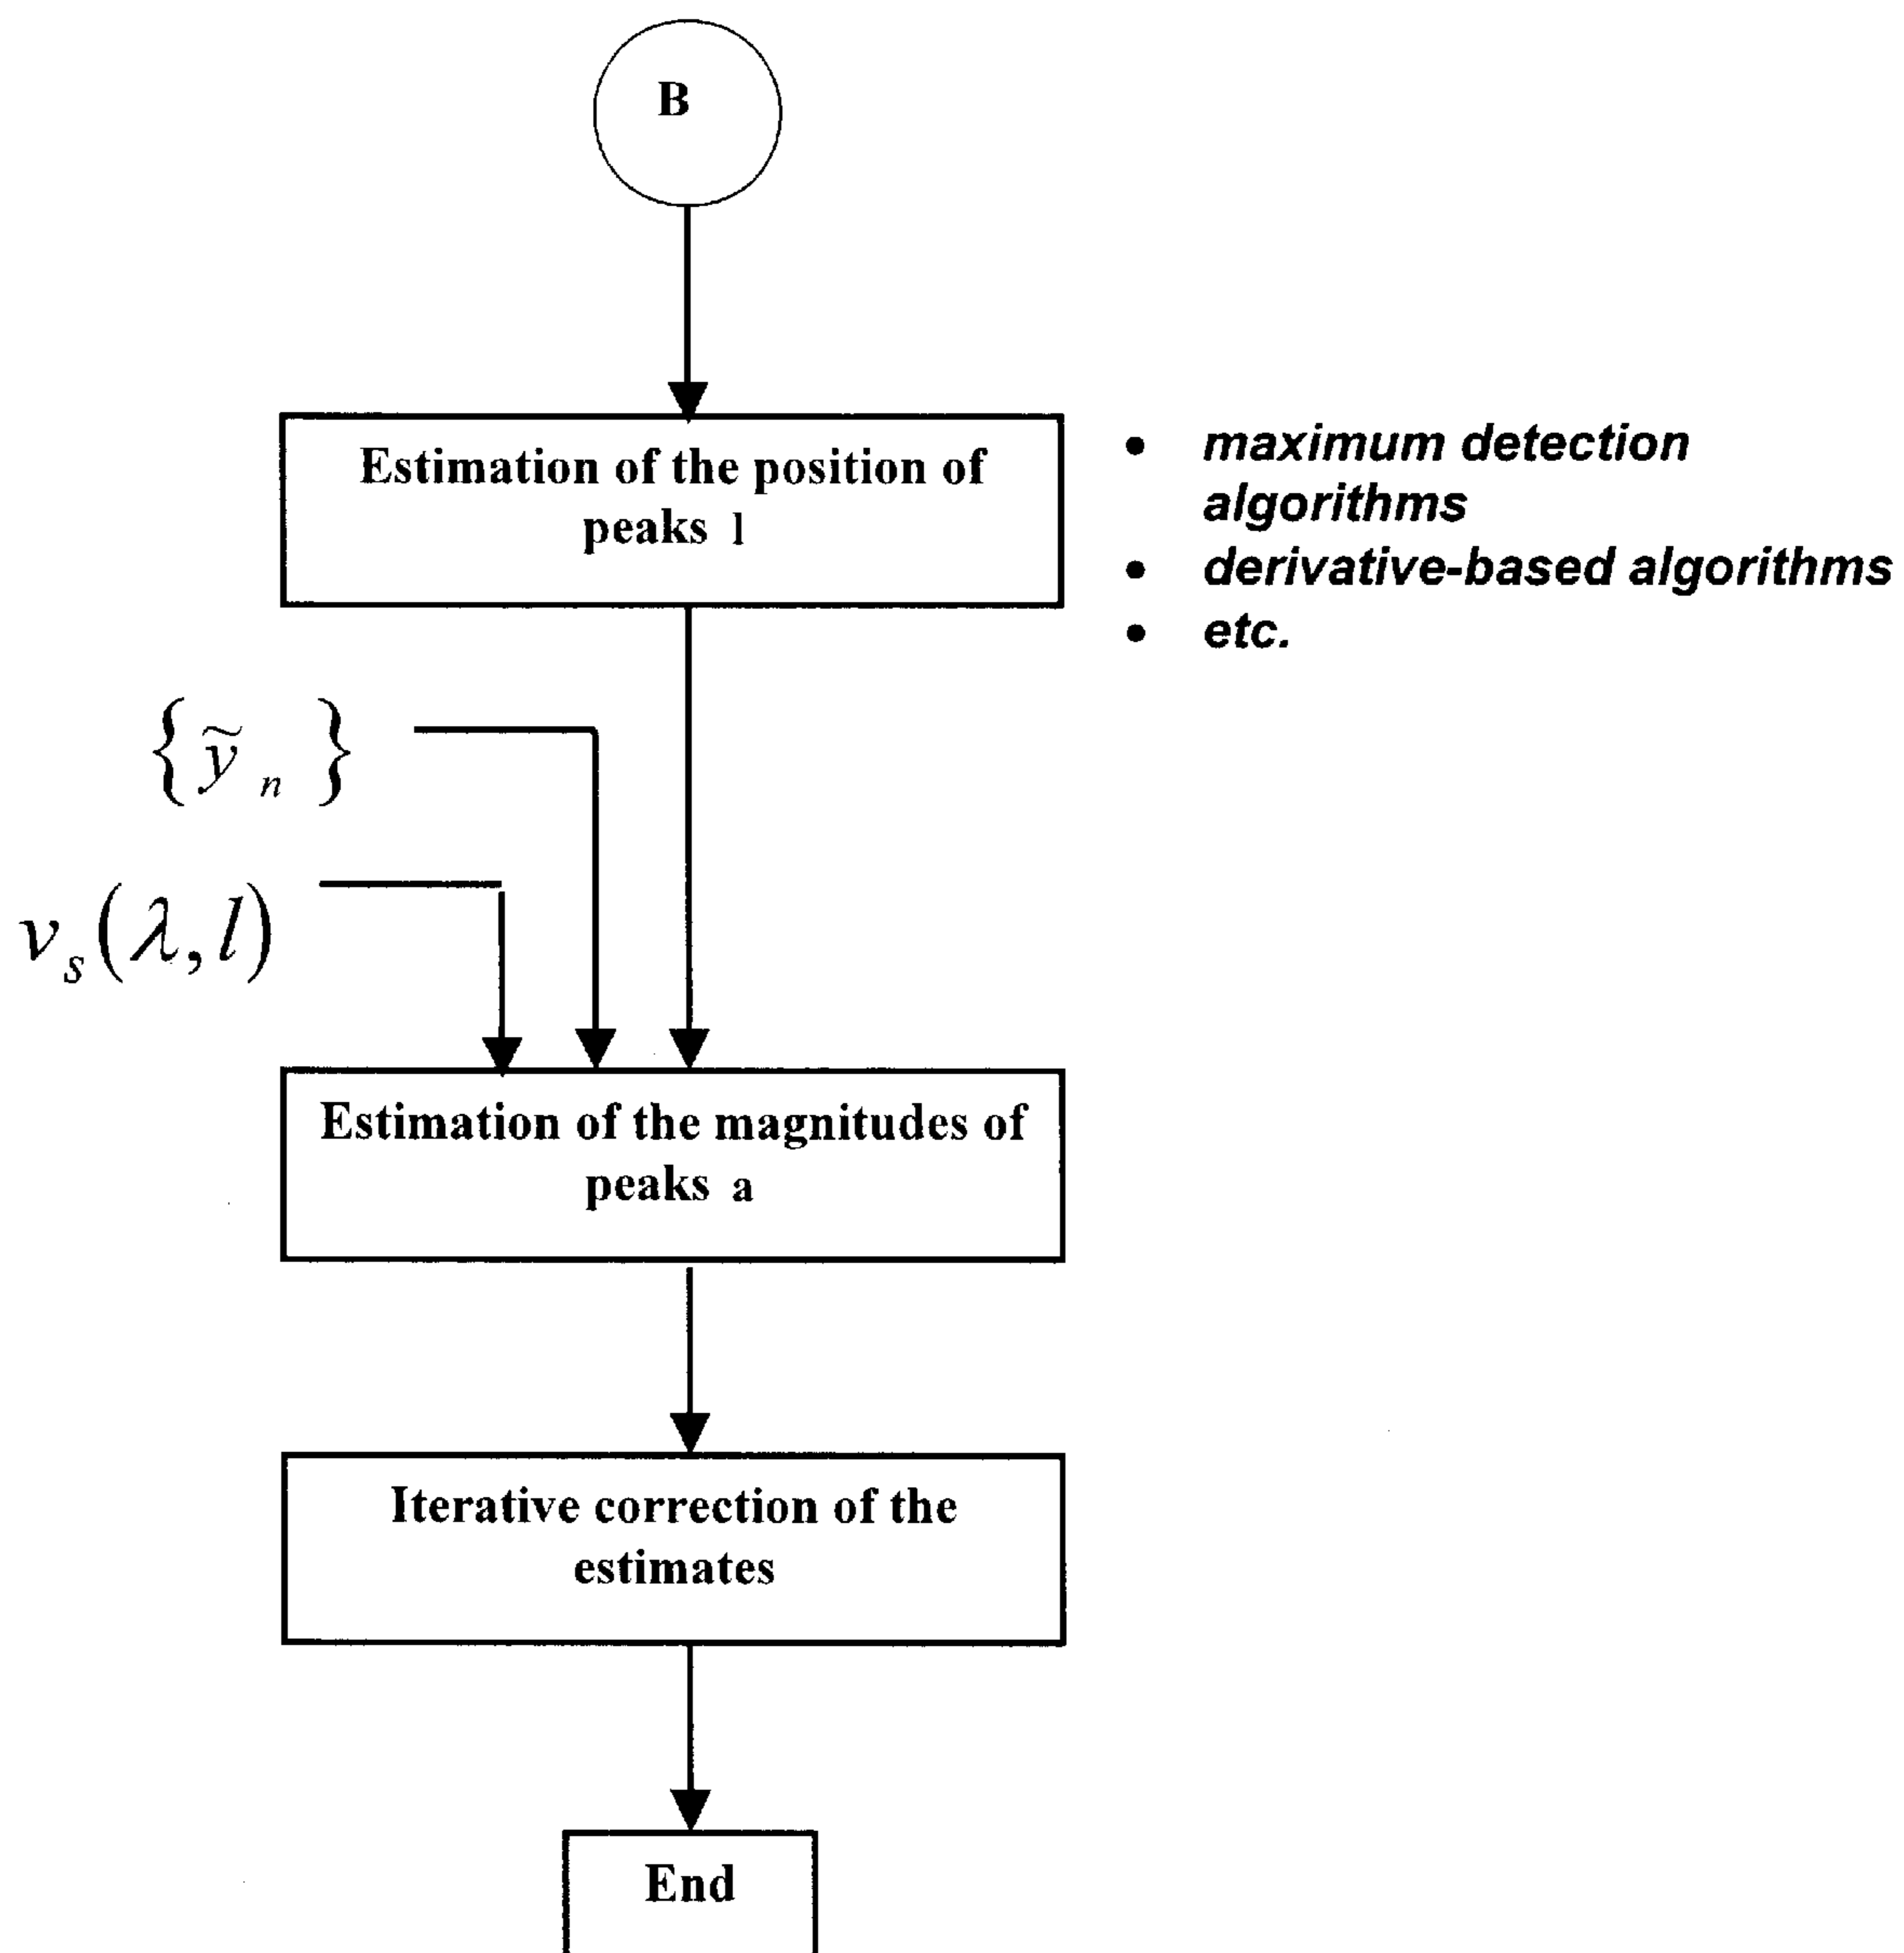 B
Estimation of the position of
peaks l
• maximum detection
algorithms
• derivative-based algorithms
• etc.
{ỹₙ}
vₛ(λ,l)
Estimation of the magnitudes of
peaks a
Iterative correction of the
estimates
End